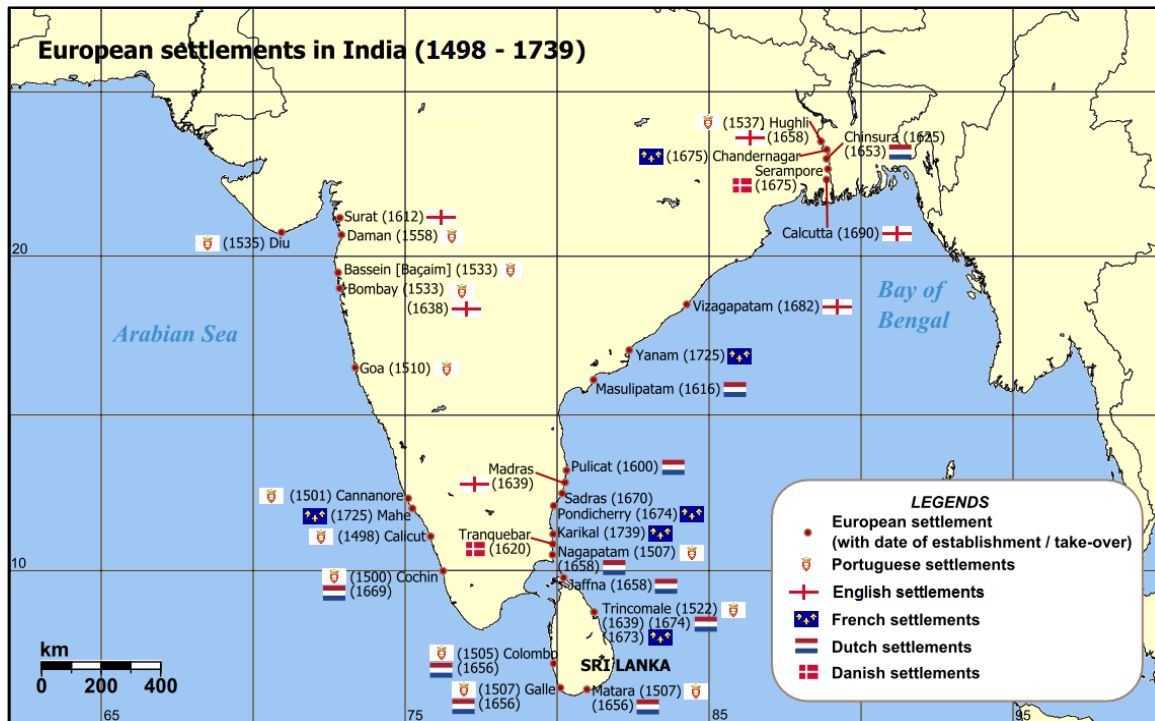 European settlements in India (1498 - 1739)
(1537) Hughli
(1658)
Chinsura (1625)
(1653)
(1675) Chandernagar
Serampore
(1675)
Calcutta (1690)
Surat (1612)
Daman (1558)
(1535) Diu
20
Bassein [Baçaim] (1533)
Bombay (1533)
(1638)
Bay of
Bengal
Vizagapatam (1682)
Arabian Sea
Yanam (1725)
Goa (1510)
Masulipatam (1616)
Pulicat (1600)
Madras
(1639)
Sadras (1670)
(1501) Cannanore
Pondicherry (1674)
(1725) Mahe
(1498) Calicut
Karikal (1739)
Tranquebar
(1620)
Nagapatam (1507)
(1658)
10
(1500) Cochin
(1669)
Jaffna (1658)
Trincomale (1522)
(1639) (1674)
(1673)
(1505) Colombo
(1656)
SRI LANKA
(1507) Galle
(1656)
Matara (1507)
(1656)
LEGENDS
European settlement
(with date of establishment / take-over)
Portuguese settlements
English settlements
French settlements
Dutch settlements
Danish settlements
km
0 200 400
65 75 85 95